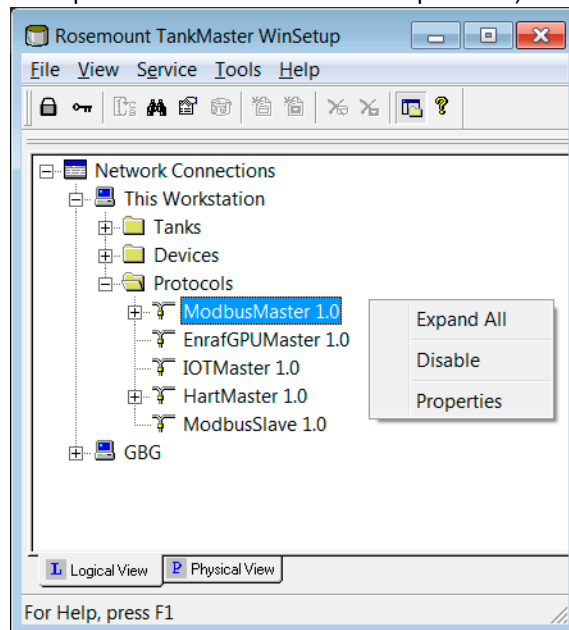 Rosemount TankMaster WinSetup
File View Service Tools Help
Network Connections
This Workstation
Tanks
Devices
Protocols
ModbusMaster 1.0
EnrafGPUMaster 1.0
IOTMaster 1.0
HartMaster 1.0
ModbusSlave 1.0
GBG
Expand All
Disable
Properties
L Logical View P Physical View
For Help, press F1